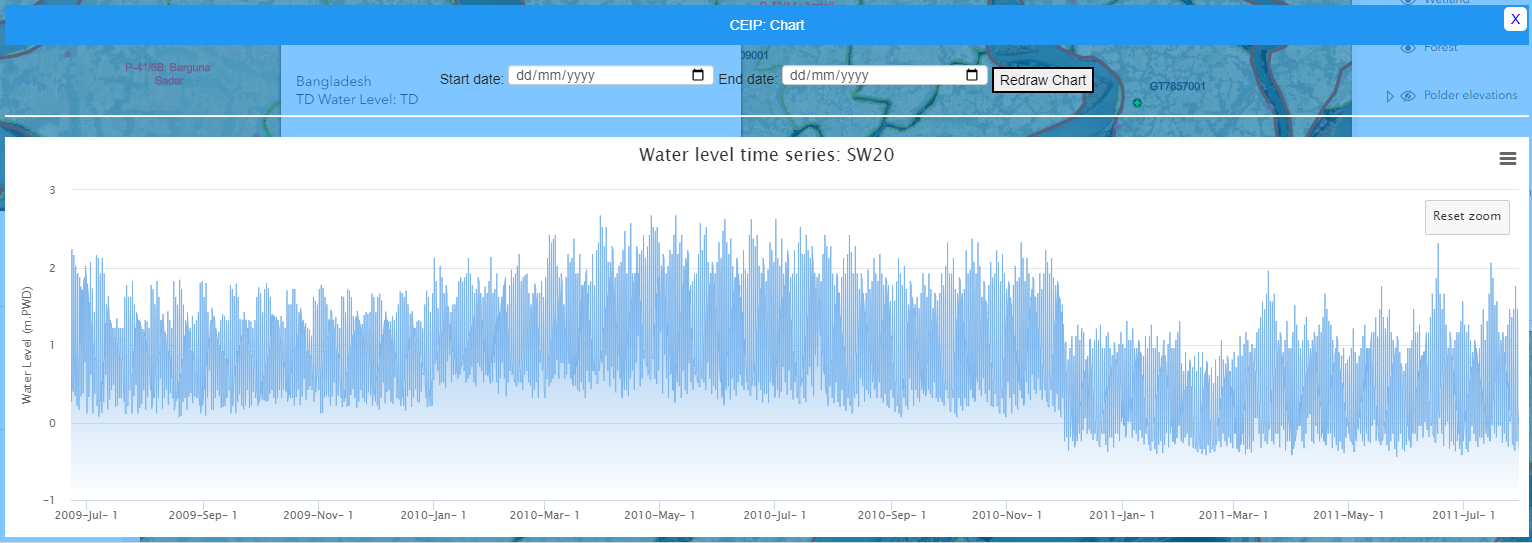 CEIP: Chart
X
Wetland
P-41/6B: Barguna
Sadar
09001
Forest
Bangladesh
TD Water Level: TD
Start date: dd/mm/yyyy End date: dd/mm/yyyy Redraw Chart
GT7857001
Polder elevations
Water level time series: SW20
Reset zoom
Water Level (m.PWD)
3
2
1
0
-1
2009-Jul- 1 2009-Sep- 1 2009-Nov- 1 2010-Jan- 1 2010-Mar- 1 2010-May- 1 2010-Jul- 1 2010-Sep- 1 2010-Nov- 1 2011-Jan- 1 2011-Mar- 1 2011-May- 1 2011-Jul- 1